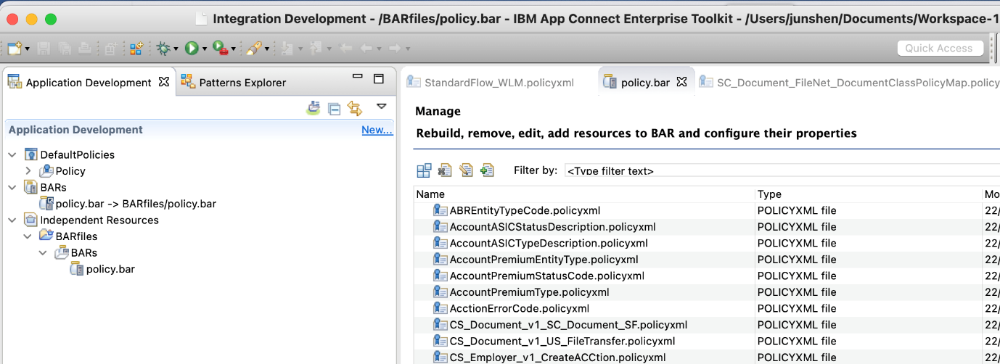 Integration Development - /BARfiles/policy.bar - IBM App Connect Enterprise Toolkit - /Users/junshen/Documents/Workspace-1
Quick Access
Application Development
Patterns Explorer
StandardFlow_WLM.policyxml
policy.bar
SC_Document_FileNet_DocumentClassPolicyMap.policy
Application Development
New...
DefaultPolicies
Policy
BARs
policy.bar -> BARfiles/policy.bar
Independent Resources
BARfiles
BARs
policy.bar
Manage
Rebuild, remove, edit, add resources to BAR and configure their properties
Filter by: <Type filter text>
Name Type Mo
ABREntityTypeCode.policyxml POLICYXML file 22/
AccountASICStatusDescription.policyxml POLICYXML file 22/
AccountASICTypeDescription.policyxml POLICYXML file 22/
AccountPremiumEntityType.policyxml POLICYXML file 22/
AccountPremiumStatusCode.policyxml POLICYXML file 22/
AccountPremiumType.policyxml POLICYXML file 22/
AcctionErrorCode.policyxml POLICYXML file 22/
CS_Document_v1_SC_Document_SF.policyxml POLICYXML file 22/
CS_Document_v1_US_FileTransfer.policyxml POLICYXML file 22/
CS_Employer_v1_CreateACCtion.policyxml POLICYXML file 22/